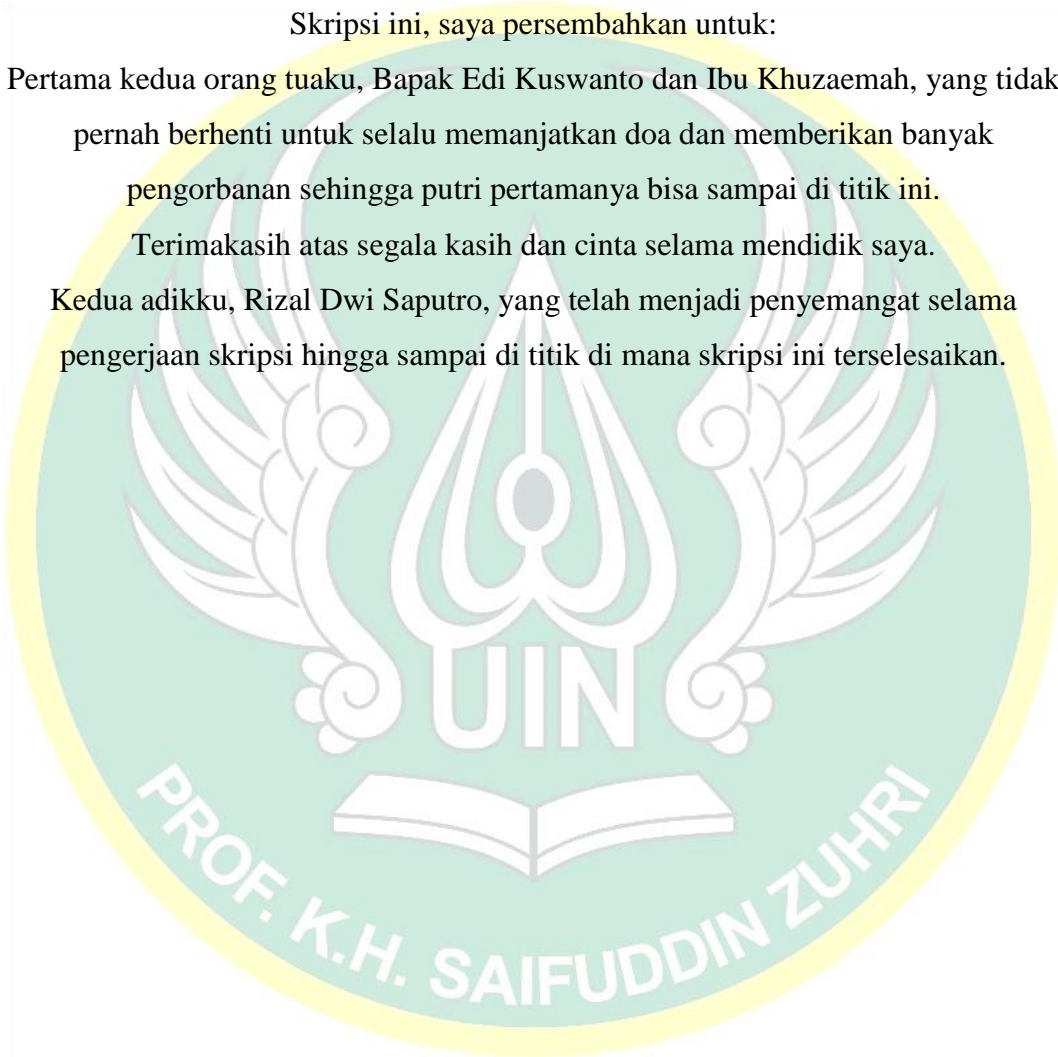 Skripsi ini, saya persembahkan untuk:
Pertama kedua orang tuaku, Bapak Edi Kuswanto dan Ibu Khuzaemah, yang tidak
pernah berhenti untuk selalu memanjatkan doa dan memberikan banyak
pengorbanan sehingga putri pertamanya bisa sampai di titik ini.
Terimakasih atas segala kasih dan cinta selama mendidik saya.
Kedua adikku, Rizal Dwi Saputro, yang telah menjadi penyemangat selama
pengerjaan skripsi hingga sampai di titik di mana skripsi ini terselesaikan.
UIN
PROF. K.H. SAIFUDDIN ZUHRI